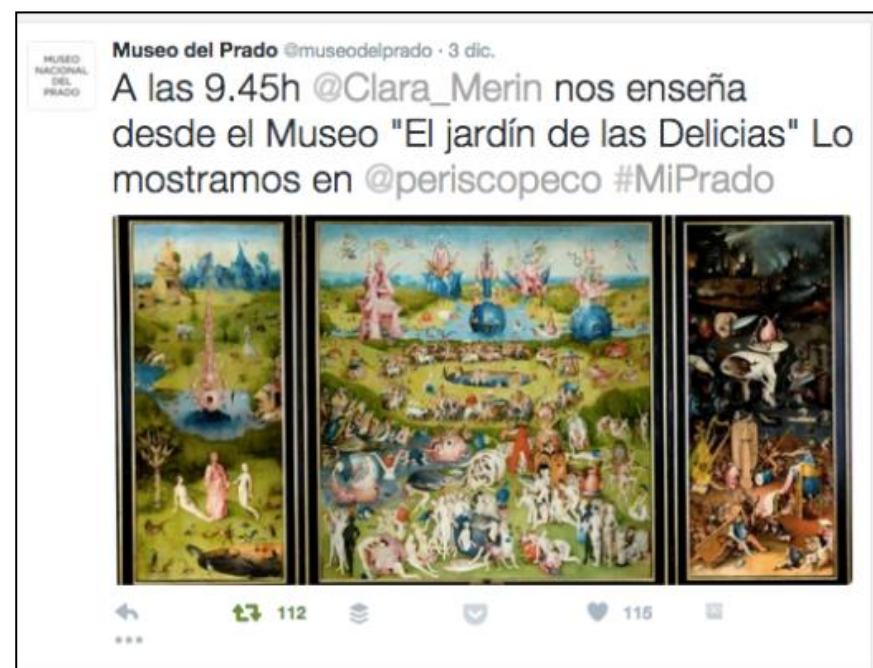 MUSEO
NACIONAL
DEL
PRADO
Museo del Prado @museodelprado · 3 dic.
A las 9.45h @Clara_Merin nos enseña
desde el Museo "El jardín de las Delicias" Lo
mostramos en @periscopeco #MiPrado
112 115